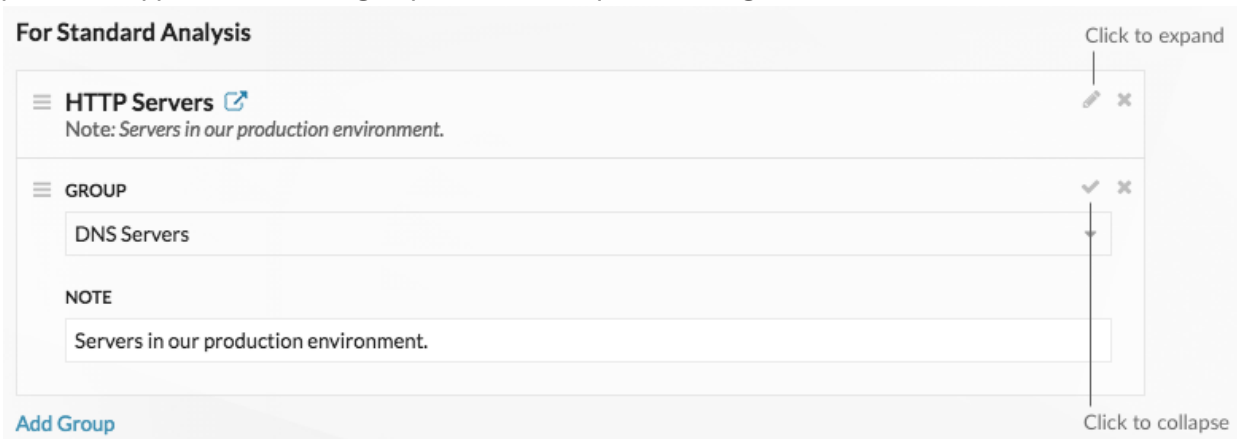 For Standard Analysis
Click to expand
HTTP Servers
Note: Servers in our production environment.
GROUP
DNS Servers
NOTE
Servers in our production environment.
Add Group
Click to collapse